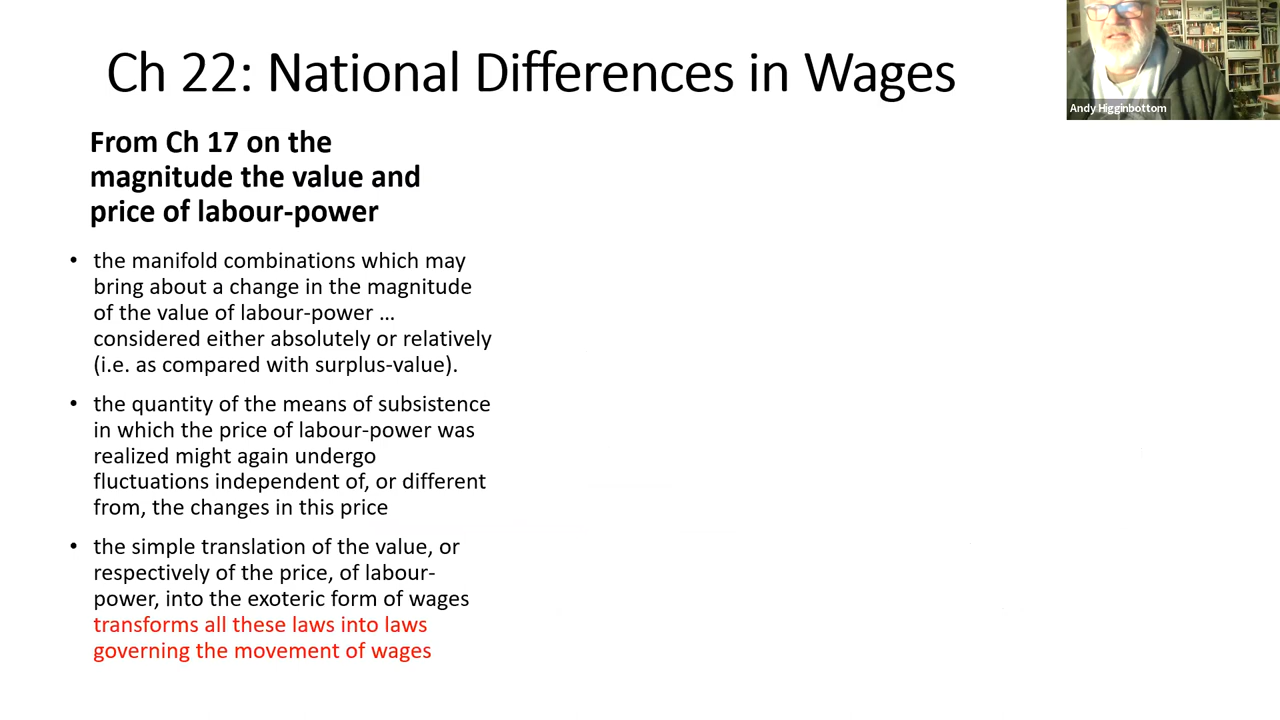 Ch 22: National Differences in Wages
Andy Higginbottom
From Ch 17 on the
magnitude the value and
price of labour-power
• the manifold combinations which may
bring about a change in the magnitude
of the value of labour-power ...
considered either absolutely or relatively
(i.e. as compared with surplus-value).
• the quantity of the means of subsistence
in which the price of labour-power was
realized might again undergo
fluctuations independent of, or different
from, the changes in this price
• the simple translation of the value, or
respectively of the price, of labour-
power, into the exoteric form of wages
transforms all these laws into laws
governing the movement of wages